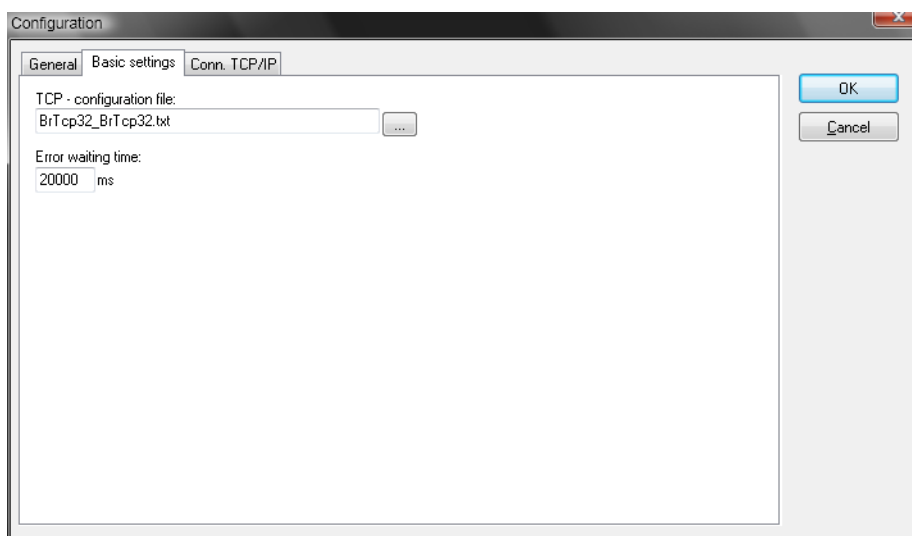 Configuration
General Basic settings Conn. TCP/IP
TCP - configuration file:
BrTcp32_BrTcp32.txt ...
Error waiting time:
20000 ms
OK
Cancel